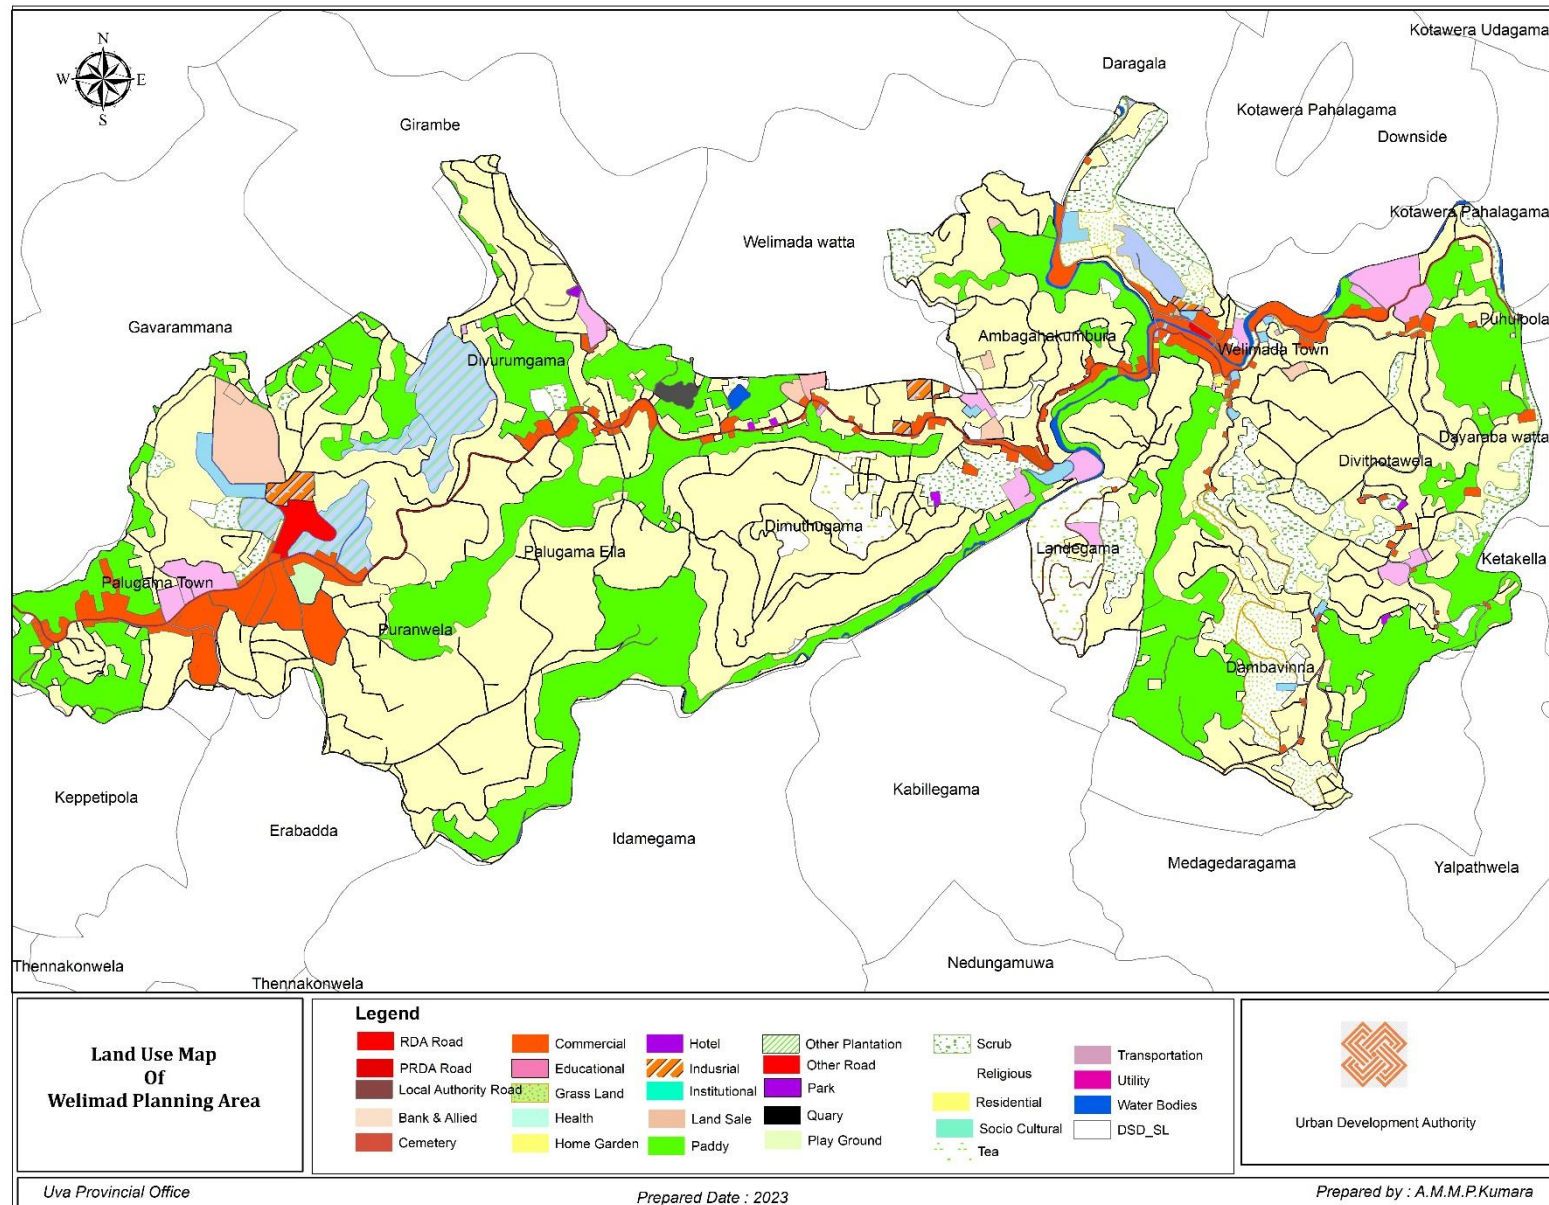 Kotawera Udagama
N
W E
S
Daragala
Kotawera Pahalagama
Girambe
Downside
Kotawera Pahalagama
Welimada watta
Gavarammana
Puhulpola
Ambagahakumbura
Welimada Town
Divurumgama
Dayaraba watta
Divithotawela
Dimuthugama
Palugama Ella
Landegama
Ketakella
Palugama Town
Puranwela
Dambavinna
Keppetipola
Kabillegama
Erabadda
Idamegama
Medagedaragama
Yalpathwela
Thennakonwela
Nedungamuwa
Thennakonwela
Land Use Map
Of
Welimad Planning Area
Legend
RDA Road
PRDA Road
Local Authority Road
Bank & Allied
Cemetery
Commercial
Educational
Grass Land
Health
Home Garden
Hotel
Indusrial
Institutional
Land Sale
Paddy
Other Plantation
Other Road
Park
Quary
Play Ground
Scrub
Religious
Residential
Socio Cultural
Tea
Transportation
Utility
Water Bodies
DSD_SL
Urban Development Authority
Uva Provincial Office
Prepared Date : 2023
Prepared by : A.M.M.P.Kumara